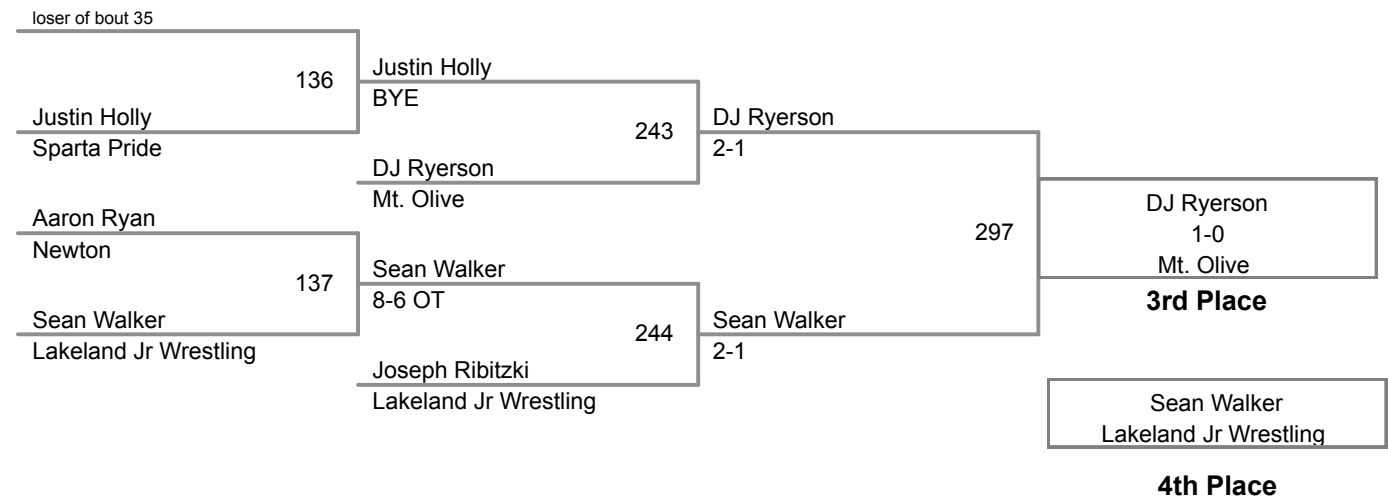 loser of bout 35
136
Justin Holly
Sparta Pride
Justin Holly
BYE
243
DJ Ryerson
Mt. Olive
DJ Ryerson
2-1
Aaron Ryan
Newton
137
Sean Walker
Lakeland Jr Wrestling
Sean Walker
8-6 OT
244
Joseph Ribitzki
Lakeland Jr Wrestling
Sean Walker
2-1
297
DJ Ryerson
1-0
Mt. Olive
3rd Place
Sean Walker
Lakeland Jr Wrestling
4th Place